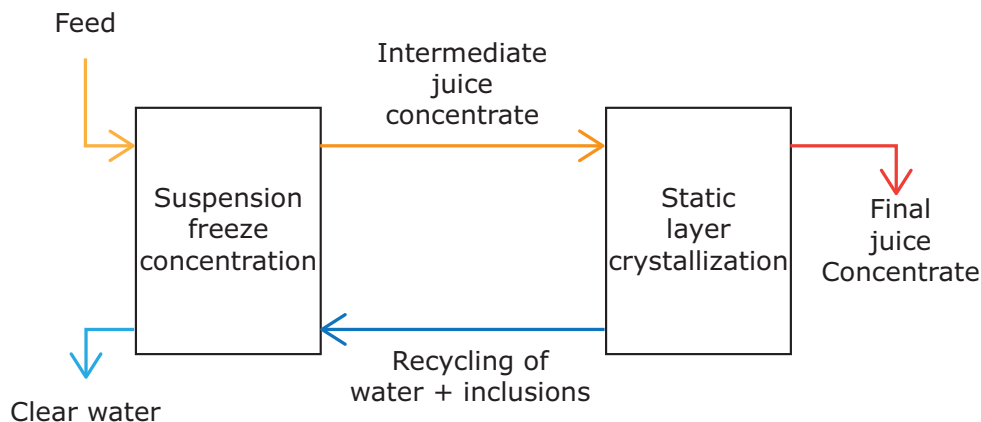 Feed
Intermediate
juice
concentrate
Suspension
freeze
concentration
Static
layer
crystallization
Final
juice
Concentrate
Recycling of
water + inclusions
Clear water